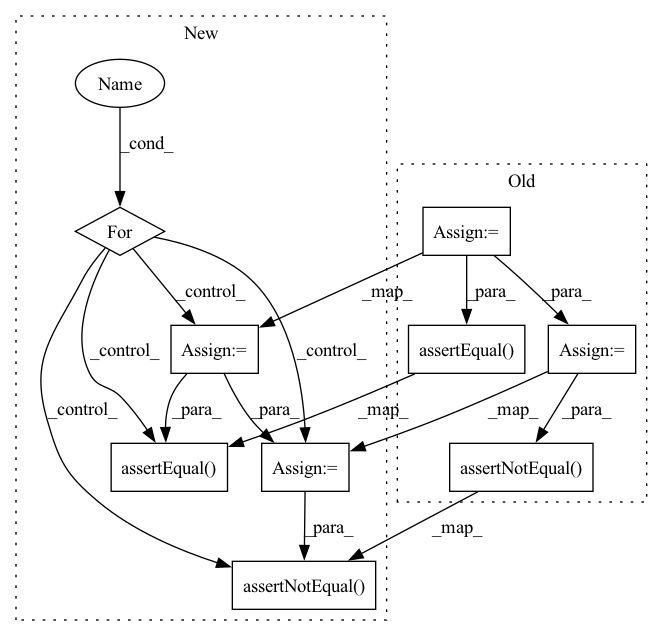 New
Name
_cond_
Old
For
Assign:=
_control_
_map_
_para_
_para_
Assign:=
_control_
_control_
assertEqual()
Assign:=
_control_
_para_
_para_
_map_
_map_
_para_
assertEqual()
Assign:=
assertNotEqual()
_para_
_map_
assertNotEqual()